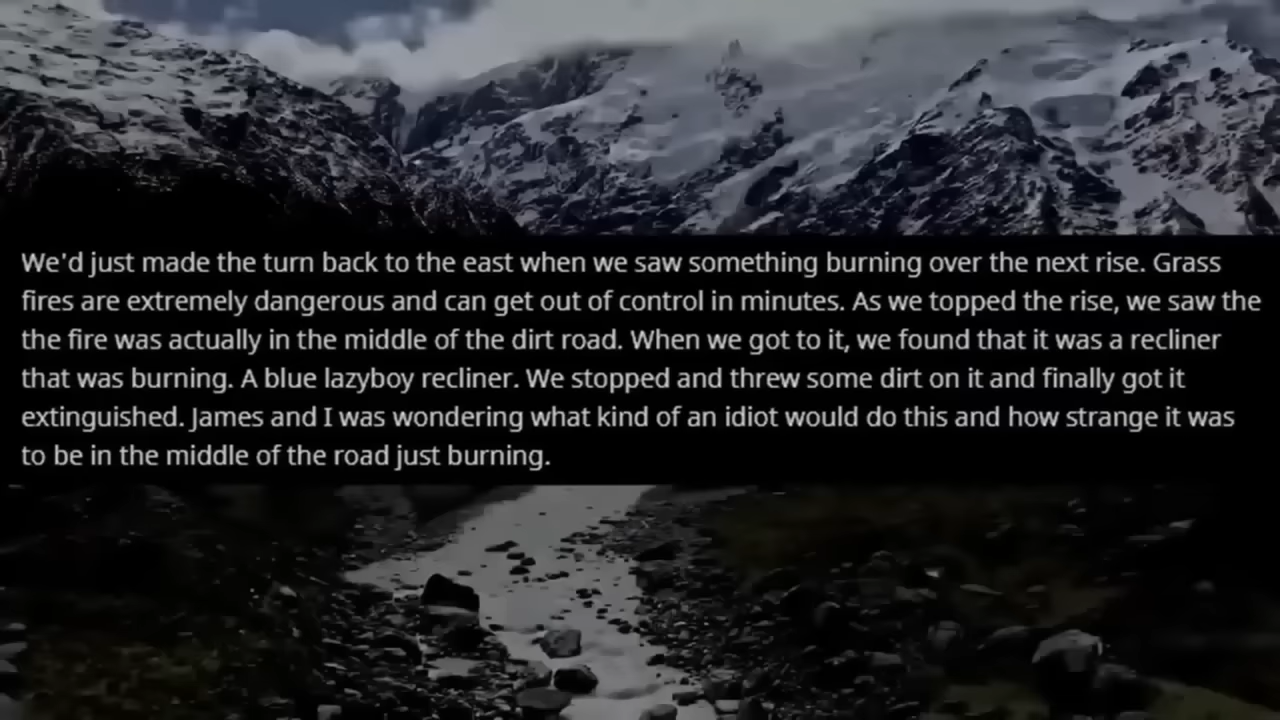 We'd just made the turn back to the east when we saw something burning over the next rise. Grass
fires are extremely dangerous and can get out of control in minutes. As we topped the rise, we saw the
the fire was actually in the middle of the dirt road. When we got to it, we found that it was a recliner
that was burning. A blue lazyboy recliner. We stopped and threw some dirt on it and finally got it
extinguished. James and I was wondering what kind of an idiot would do this and how strange it was
to be in the middle of the road just burning.